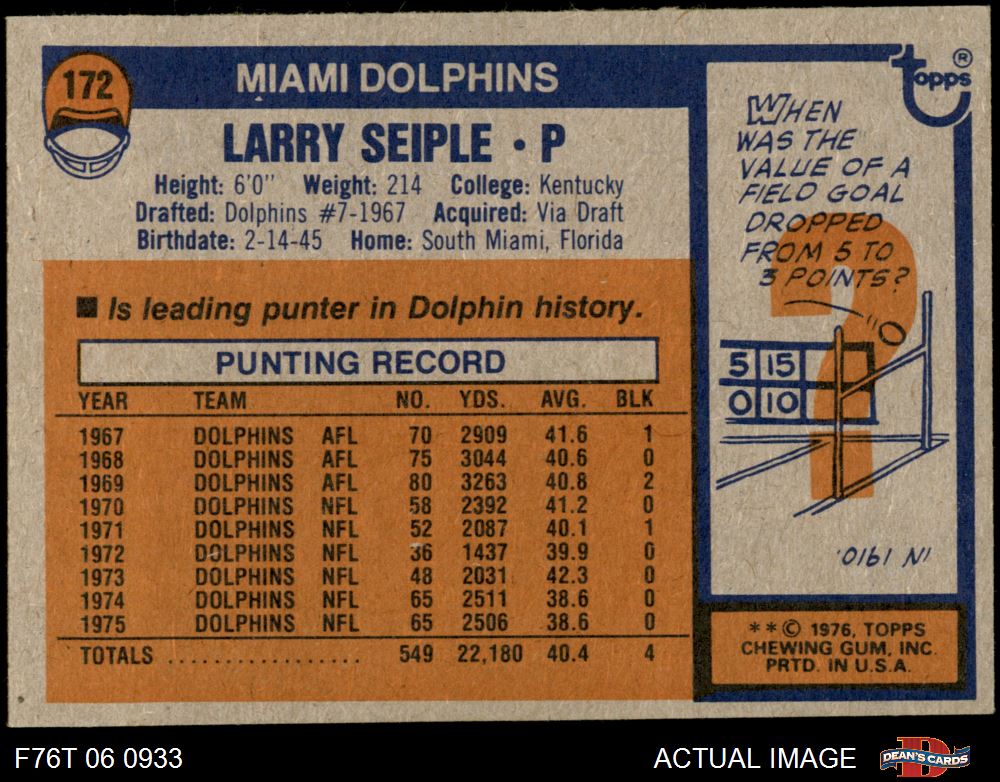 172
MIAMI DOLPHINS
LARRY SEIPLE • P
Height: 6'0" Weight: 214 College: Kentucky
Drafted: Dolphins #7-1967 Acquired: Via Draft
Birthdate: 2-14-45 Home: South Miami, Florida
■ Is leading punter in Dolphin history.
PUNTING RECORD
YEAR TEAM NO. YDS. AVG. BLK
1967 DOLPHINS AFL 70 2909 41.6 1
1968 DOLPHINS AFL 75 3044 40.6 0
1969 DOLPHINS AFL 80 3263 40.8 2
1970 DOLPHINS NFL 58 2392 41.2 0
1971 DOLPHINS NFL 52 2087 40.1 1
1972 DOLPHINS NFL 36 1437 39.9 0
1973 DOLPHINS NFL 48 2031 42.3 0
1974 DOLPHINS NFL 65 2511 38.6 0
1975 DOLPHINS NFL 65 2506 38.6 0
TOTALS .................. 549 22,180 40.4 4
Topps ®
WHEN
WAS THE
VALUE OF A
FIELD GOAL
DROPPED
FROM 5 TO
3 POINTS?
?
5 15
0 10
IN 1910.
**© 1976, TOPPS
CHEWING GUM, INC.
PRTD. IN U.S.A.
F76T 06 0933
ACTUAL IMAGE
D
DEAN'S CARDS